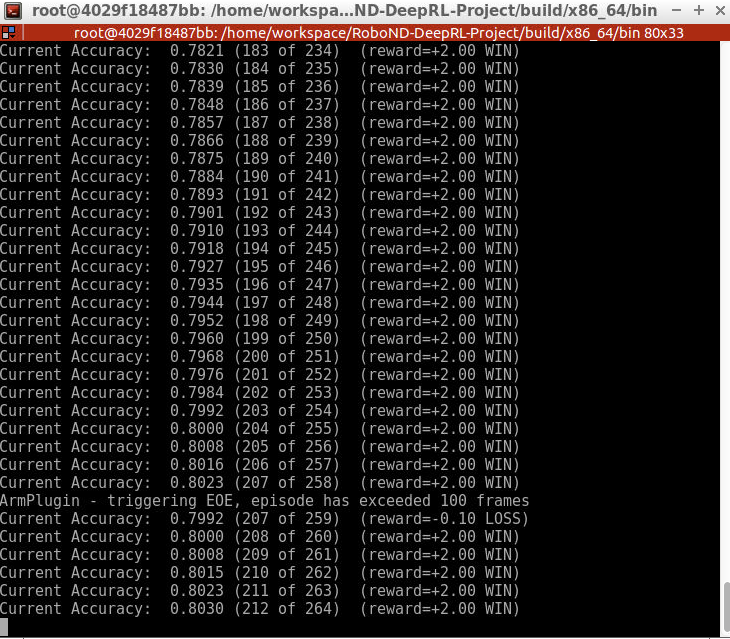 root@4029f18487bb: /home/workspa...ND-DeepRL-Project/build/x86_64/bin
root@4029f18487bb: /home/workspace/RoboND-DeepRL-Project/build/x86_64/bin 80x33
Current Accuracy:  0.7821 (183 of 234)  (reward=+2.00 WIN)
Current Accuracy:  0.7830 (184 of 235)  (reward=+2.00 WIN)
Current Accuracy:  0.7839 (185 of 236)  (reward=+2.00 WIN)
Current Accuracy:  0.7848 (186 of 237)  (reward=+2.00 WIN)
Current Accuracy:  0.7857 (187 of 238)  (reward=+2.00 WIN)
Current Accuracy:  0.7866 (188 of 239)  (reward=+2.00 WIN)
Current Accuracy:  0.7875 (189 of 240)  (reward=+2.00 WIN)
Current Accuracy:  0.7884 (190 of 241)  (reward=+2.00 WIN)
Current Accuracy:  0.7893 (191 of 242)  (reward=+2.00 WIN)
Current Accuracy:  0.7901 (192 of 243)  (reward=+2.00 WIN)
Current Accuracy:  0.7910 (193 of 244)  (reward=+2.00 WIN)
Current Accuracy:  0.7918 (194 of 245)  (reward=+2.00 WIN)
Current Accuracy:  0.7927 (195 of 246)  (reward=+2.00 WIN)
Current Accuracy:  0.7935 (196 of 247)  (reward=+2.00 WIN)
Current Accuracy:  0.7944 (197 of 248)  (reward=+2.00 WIN)
Current Accuracy:  0.7952 (198 of 249)  (reward=+2.00 WIN)
Current Accuracy:  0.7960 (199 of 250)  (reward=+2.00 WIN)
Current Accuracy:  0.7968 (200 of 251)  (reward=+2.00 WIN)
Current Accuracy:  0.7976 (201 of 252)  (reward=+2.00 WIN)
Current Accuracy:  0.7984 (202 of 253)  (reward=+2.00 WIN)
Current Accuracy:  0.7992 (203 of 254)  (reward=+2.00 WIN)
Current Accuracy:  0.8000 (204 of 255)  (reward=+2.00 WIN)
Current Accuracy:  0.8008 (205 of 256)  (reward=+2.00 WIN)
Current Accuracy:  0.8016 (206 of 257)  (reward=+2.00 WIN)
Current Accuracy:  0.8023 (207 of 258)  (reward=+2.00 WIN)
ArmPlugin - triggering EOE, episode has exceeded 100 frames
Current Accuracy:  0.7992 (207 of 259)  (reward=-0.10 LOSS)
Current Accuracy:  0.8000 (208 of 260)  (reward=+2.00 WIN)
Current Accuracy:  0.8008 (209 of 261)  (reward=+2.00 WIN)
Current Accuracy:  0.8015 (210 of 262)  (reward=+2.00 WIN)
Current Accuracy:  0.8023 (211 of 263)  (reward=+2.00 WIN)
Current Accuracy:  0.8030 (212 of 264)  (reward=+2.00 WIN)